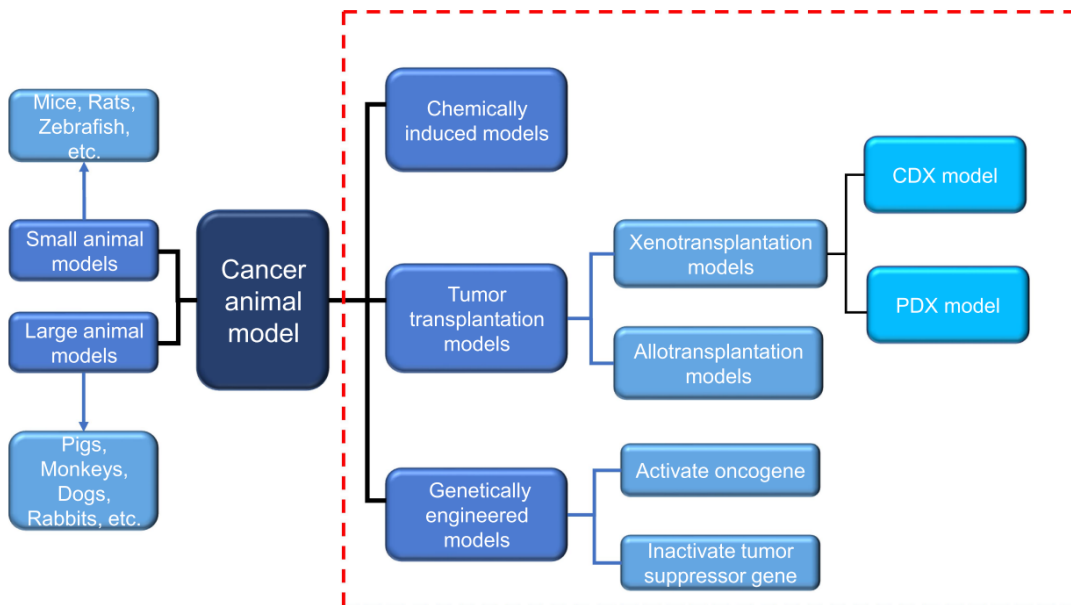 Mice, Rats,
Zebrafish,
etc.
Small animal
models
Large animal
models
Pigs,
Monkeys,
Dogs,
Rabbits, etc.
Cancer
animal
model
Chemically
induced models
Tumor
transplantation
models
Genetically
engineered
models
Xenotransplantation
models
Allotransplantation
models
Activate oncogene
Inactivate tumor
suppressor gene
CDX model
PDX model